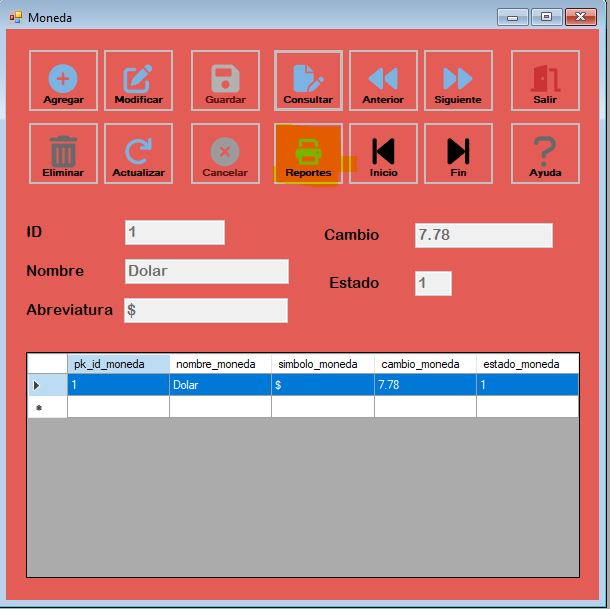 Moneda
Agregar Modificar Guardar Consultar Anterior Siguiente Salir
Eliminar Actualizar Cancelar Reportes Inicio Fin Ayuda
ID 1
Cambio 7.78
Nombre Dolar
Estado 1
Abreviatura $
pk_id_moneda nombre_moneda simbolo_moneda cambio_moneda estado_moneda
1 Dolar $ 7.78 1